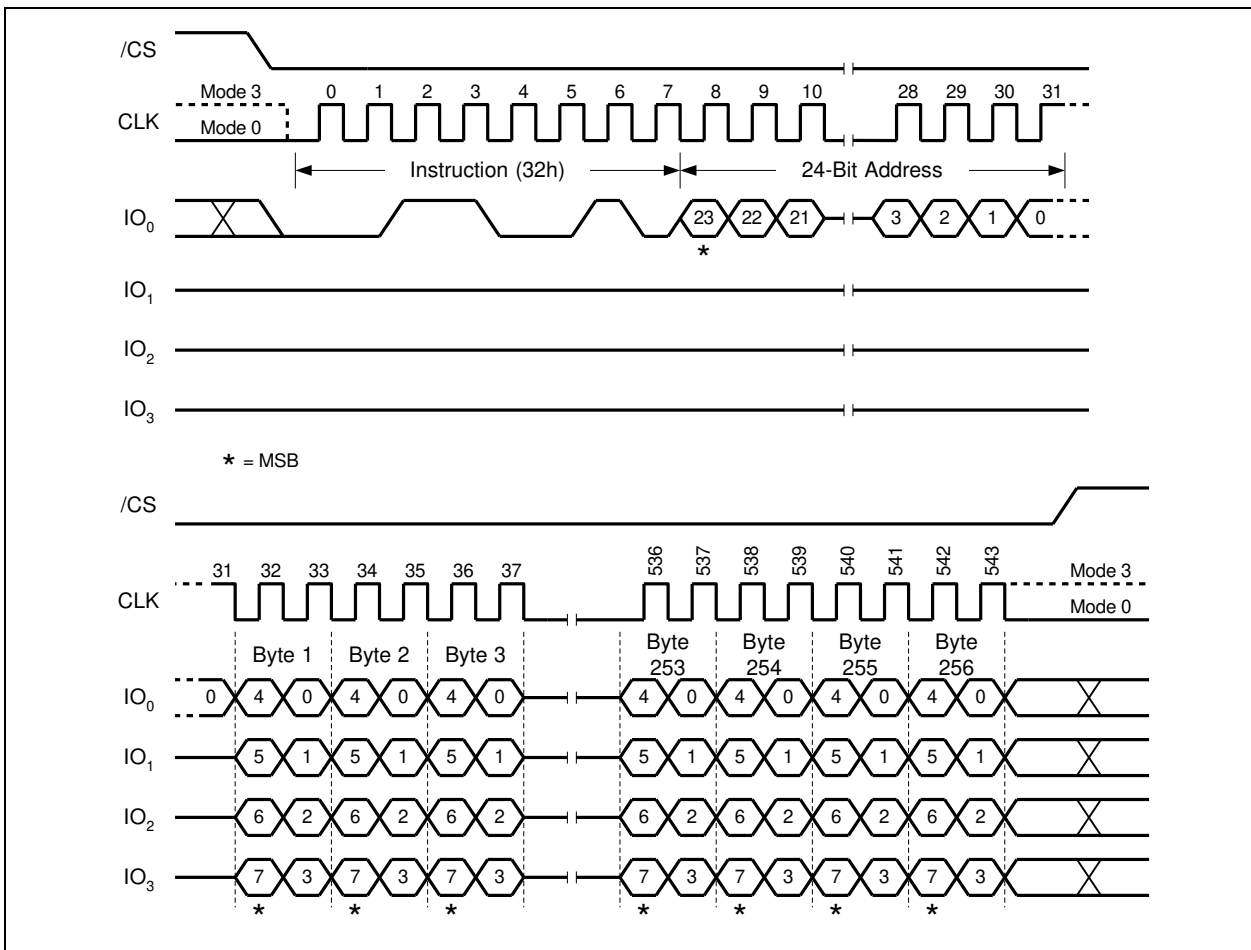 /CS
Mode 3 0 1 2 3 4 5 6 7 8 9 10 28 29 30 31
CLK Mode 0
Instruction (32h) 24-Bit Address
IO0 23 22 21 3 2 1 0
*
IO1
IO2
IO3
* = MSB
/CS
31 32 33 34 35 36 37 536 537 538 539 540 541 542 543 Mode 3
CLK Mode 0
Byte 1 Byte 2 Byte 3 Byte 253 Byte 254 Byte 255 Byte 256
IO0 0 4 0 4 0 4 0 4 0 4 0 4 0 4 0
IO1 5 1 5 1 5 1 5 1 5 1 5 1 5 1
IO2 6 2 6 2 6 2 6 2 6 2 6 2 6 2
IO3 7 3 7 3 7 3 7 3 7 3 7 3 7 3
* * * * * * *